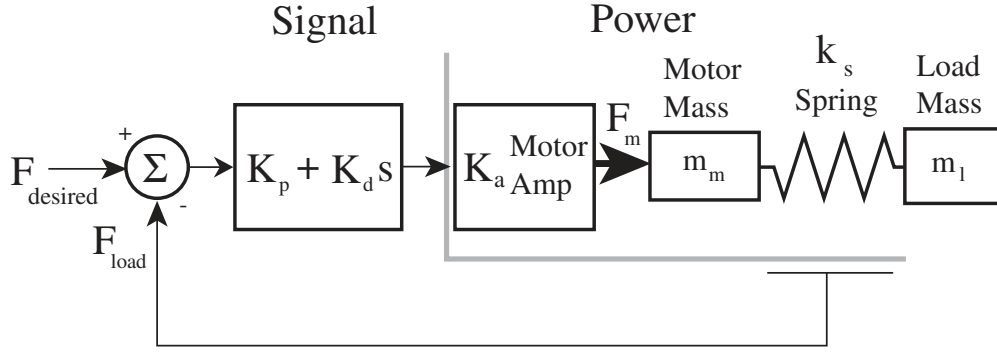 Signal
Power
Motor
Mass
k s
Spring
Load
Mass
F desired
+
Σ
-
F load
K p + K d s
K a
Motor
Amp
F m
m m
m l